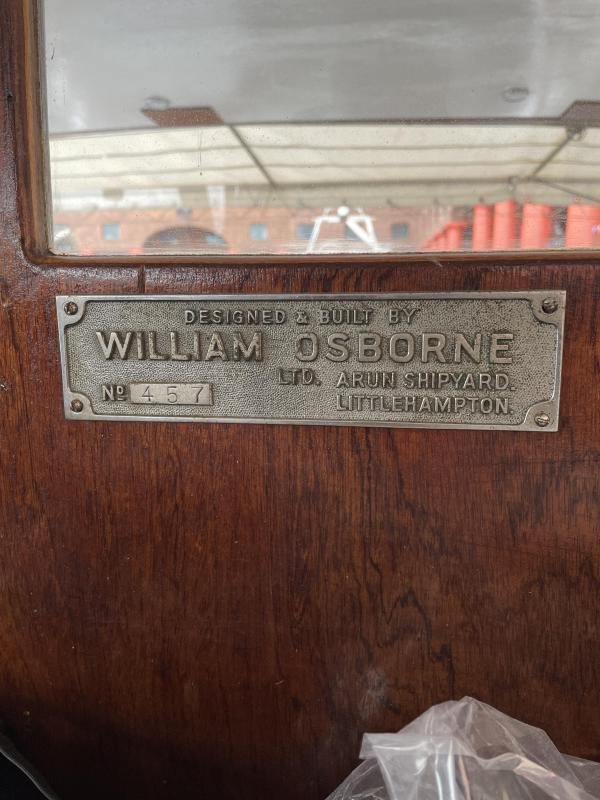 DESIGNED & BUILT BY
WILLIAM OSBORNE
LTD. ARUN SHIPYARD.
Nº 457
LITTLEHAMPTON.